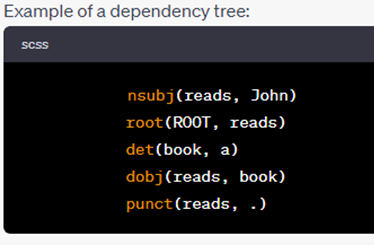 Example of a dependency tree:
scss
nsubj(reads, John)
root(ROOT, reads)
det(book, a)
dobj(reads, book)
punct(reads, .)